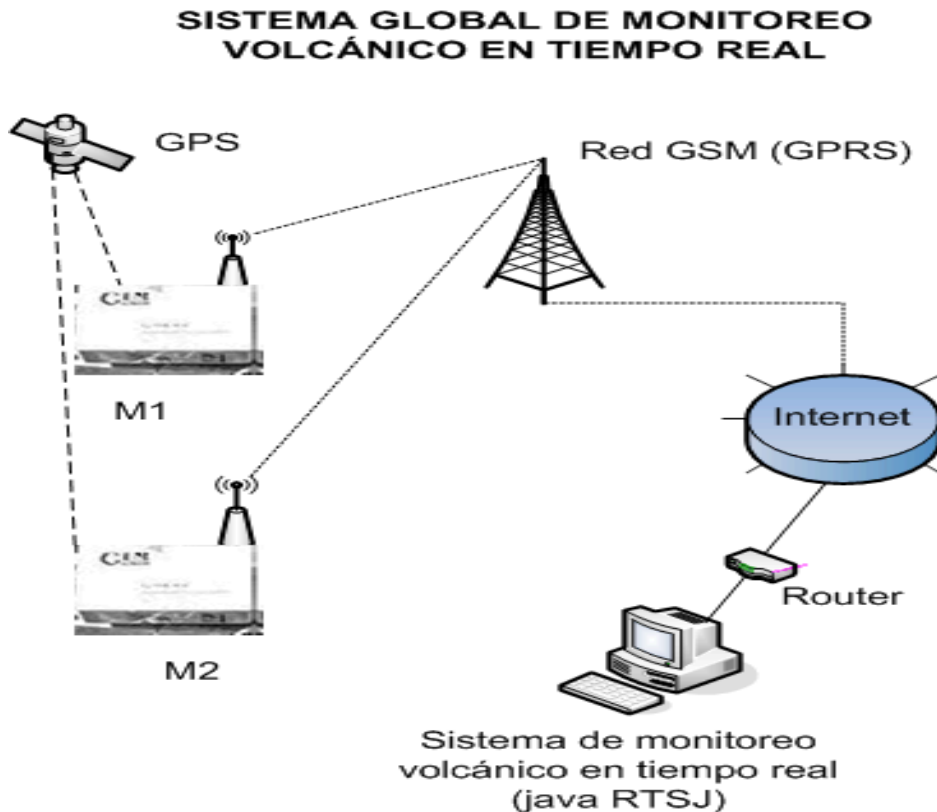 SISTEMA GLOBAL DE MONITOREO
VOLCÁNICO EN TIEMPO REAL
GPS
Red GSM (GPRS)
M1
Internet
Router
M2
Sistema de monitoreo
volcánico en tiempo real
(java RTSJ)